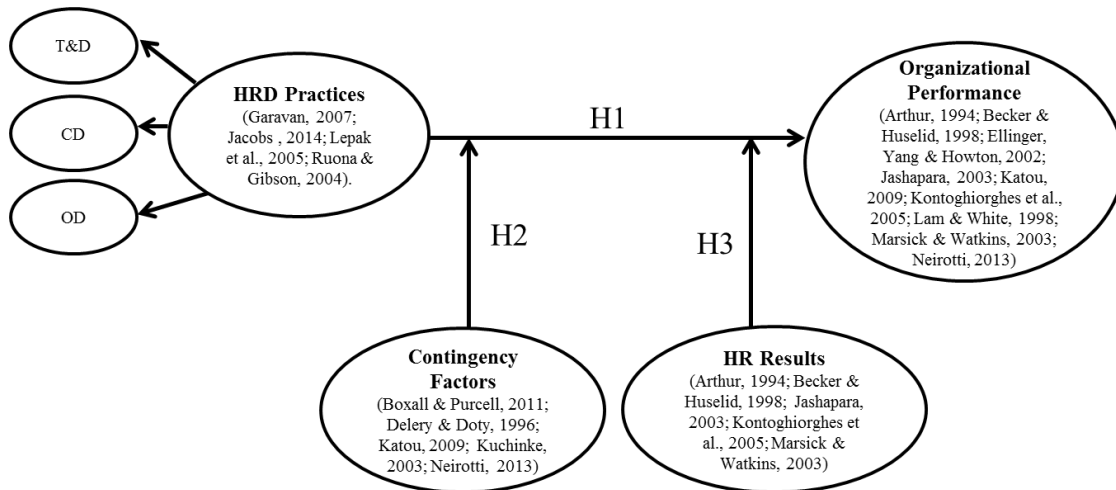 T&D
CD
OD
HRD Practices
(Garavan, 2007;
Jacobs , 2014; Lepak
et al., 2005; Ruona &
Gibson, 2004).
H1
Organizational
Performance
(Arthur, 1994; Becker &
Huselid, 1998; Ellinger,
Yang & Howton, 2002;
Jashapara, 2003; Katou,
2009; Kontoghiorghes et al.,
2005; Lam & White, 1998;
Marsick & Watkins, 2003;
Neirotti, 2013)
H2
H3
Contingency
Factors
(Boxall & Purcell, 2011;
Delery & Doty, 1996;
Katou, 2009; Kuchinke,
2003; Neirotti, 2013)
HR Results
(Arthur, 1994; Becker &
Huselid, 1998; Jashapara,
2003; Kontoghiorghes et
al., 2005; Marsick &
Watkins, 2003)